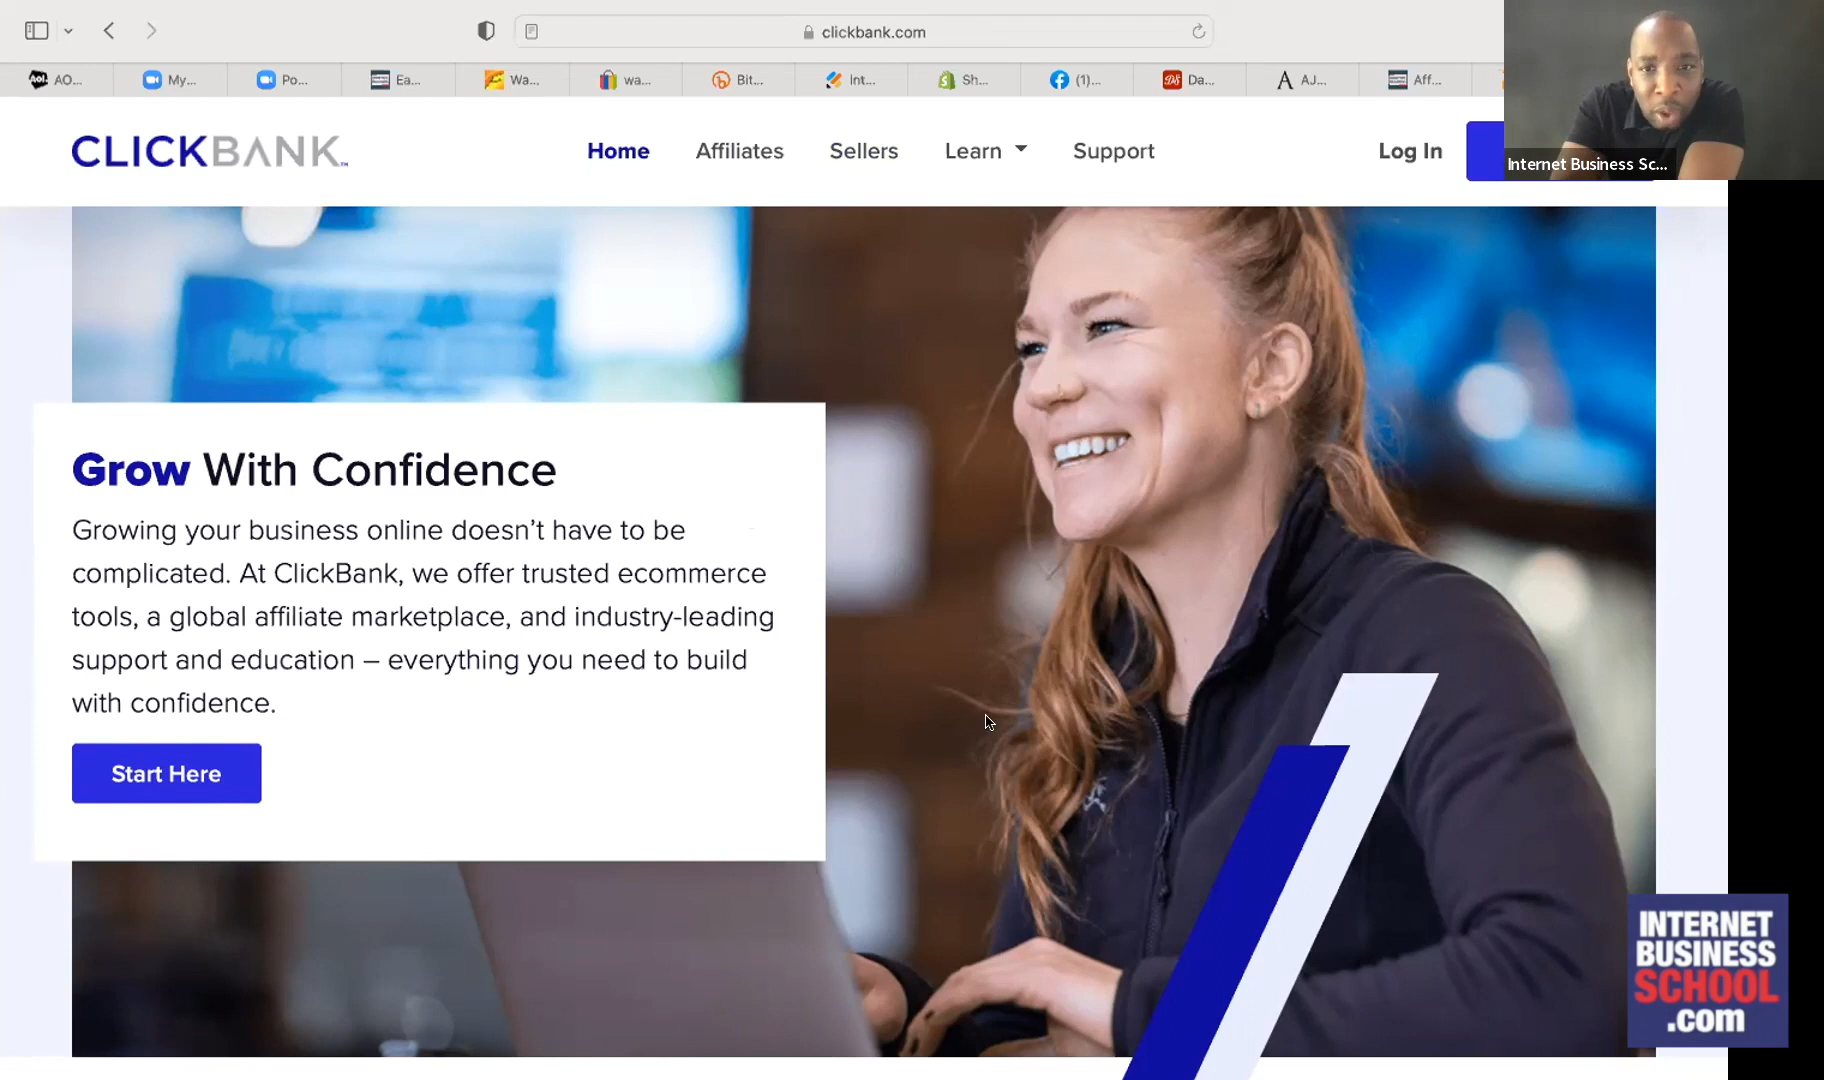 clickbank.com
Aol. AO... My... Po... Ea... Wa... wa... Bit... Int... Sh... (1)... Da... AJ... Aff...
CLICKBANK™ Home Affiliates Sellers Learn Support Log In
Internet Business Sc...
Grow With Confidence
Growing your business online doesn't have to be
complicated. At ClickBank, we offer trusted ecommerce
tools, a global affiliate marketplace, and industry-leading
support and education – everything you need to build
with confidence.
Start Here
INTERNET
BUSINESS
SCHOOL
.com